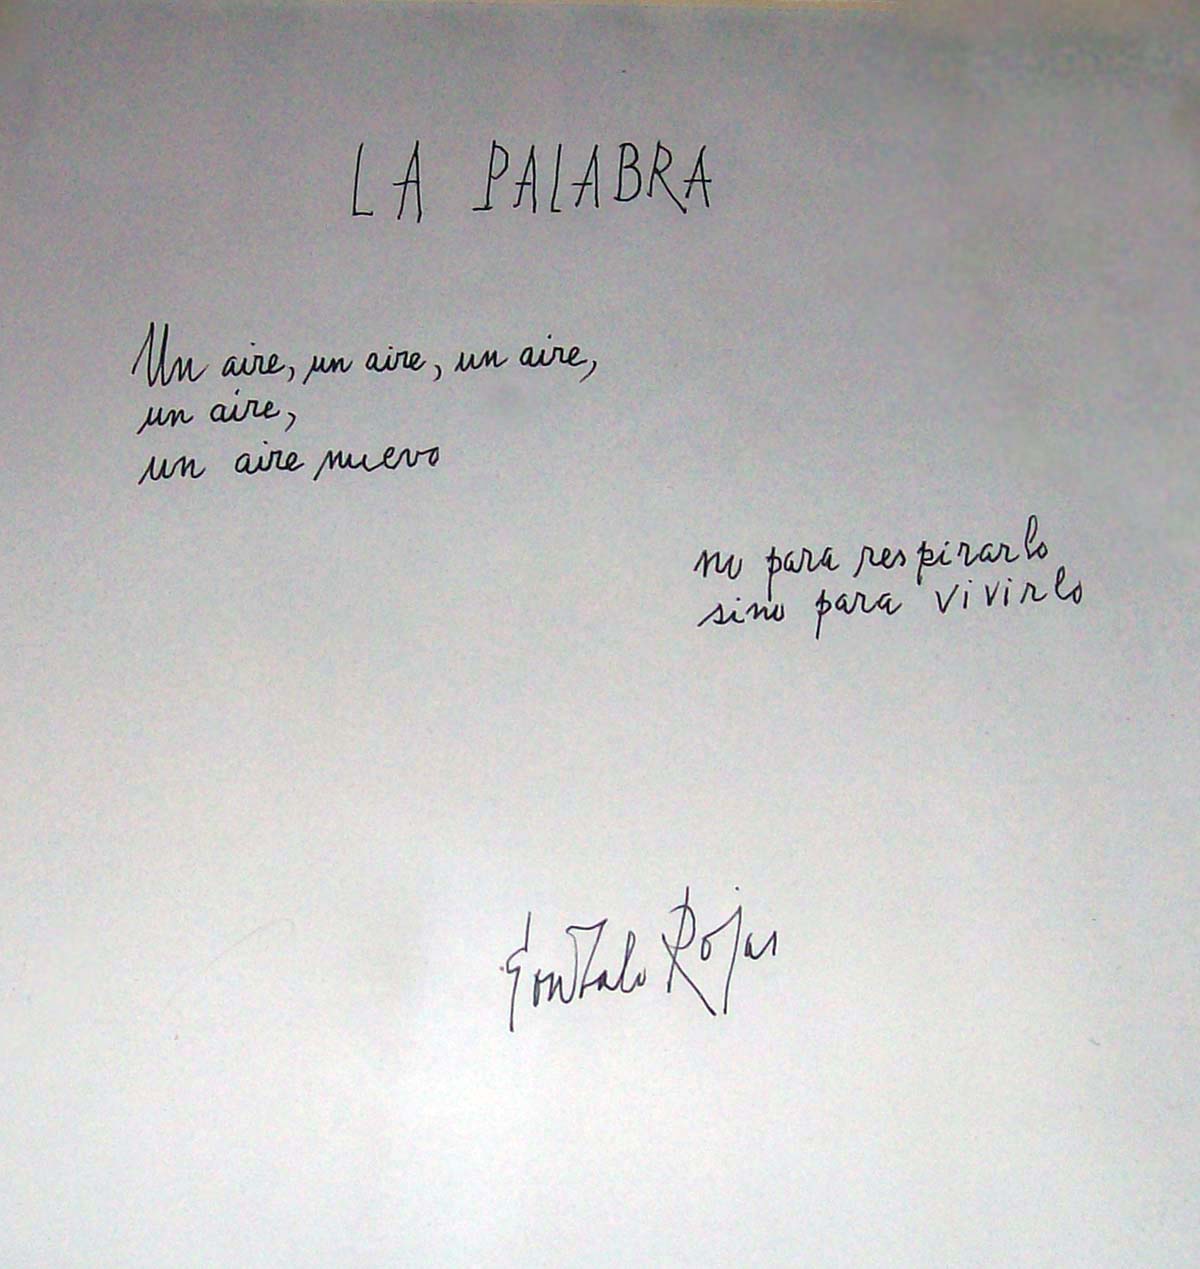 LA PALABRA
Un aire, un aire, un aire,
un aire,
un aire nuevo
no para respirarlo
sino para vivirlo
Gonzalo Rojas